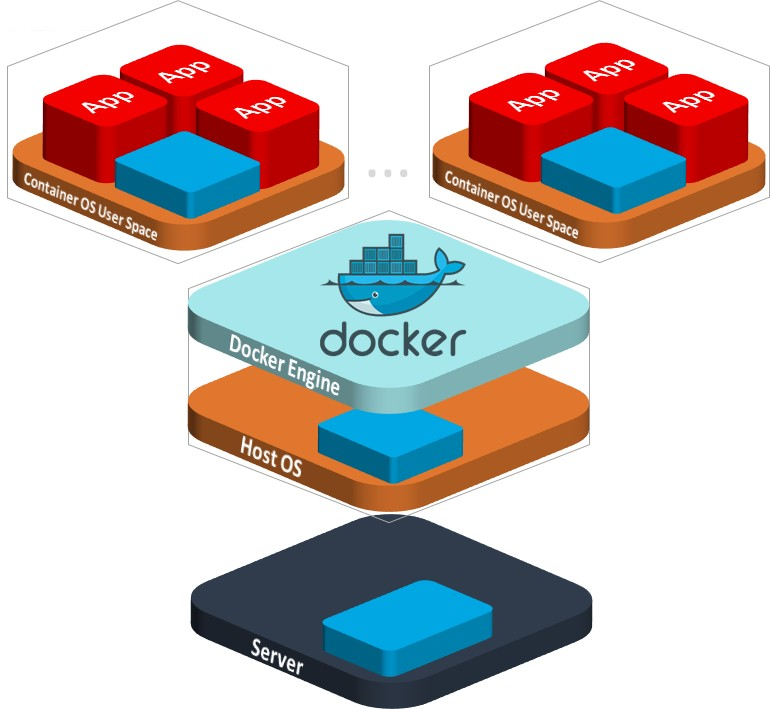 App
App
App
Container OS User Space
App
App
App
Container OS User Space
docker
Docker Engine
Host OS
Server